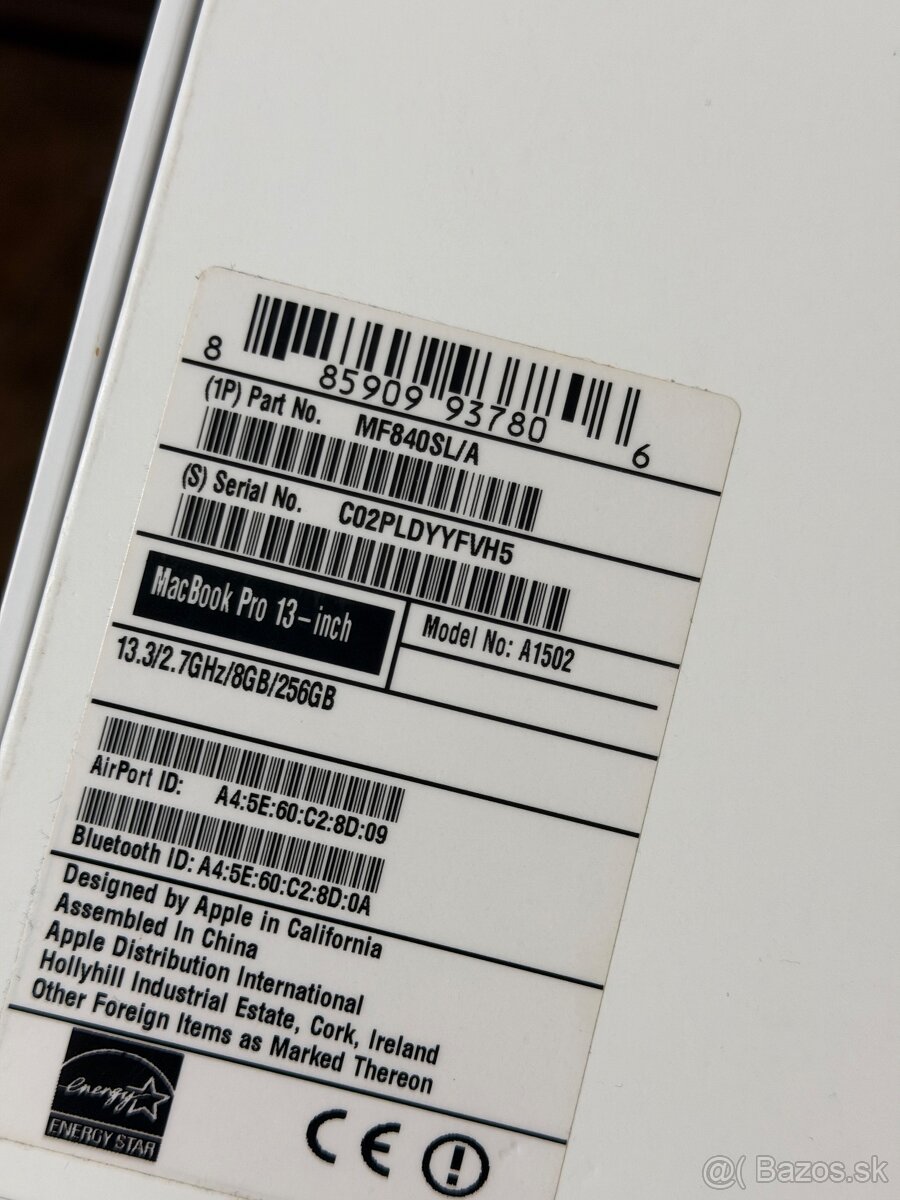 8 85909 93780 6
(1P) Part No. MF840SL/A
(S) Serial No. C02PLDYYFVH5
MacBook Pro 13-inch
Model No: A1502
13.3/2.7GHz/8GB/256GB
AirPort ID: A4:5E:60:C2:8D:09
Bluetooth ID: A4:5E:60:C2:8D:0A
Designed by Apple in California
Assembled In China
Apple Distribution International
Hollyhill Industrial Estate, Cork, Ireland
Other Foreign Items as Marked Thereon
energy
ENERGY STAR
CE
@( Bazos.sk